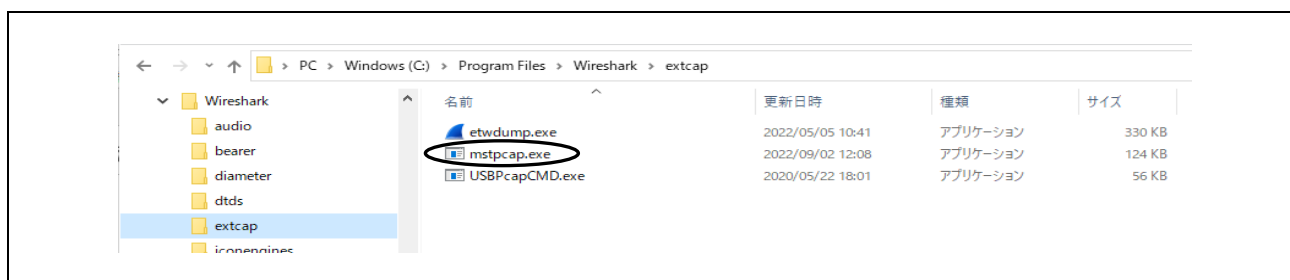 PC > Windows (C:) > Program Files > Wireshark > extcap
Wireshark
audio
bearer
diameter
dtds
extcap
iconengines
名前 更新日時 種類 サイズ
etwdump.exe 2022/05/05 10:41 アプリケーション 330 KB
mstpcap.exe 2022/09/02 12:08 アプリケーション 124 KB
USBPcapCMD.exe 2020/05/22 18:01 アプリケーション 56 KB